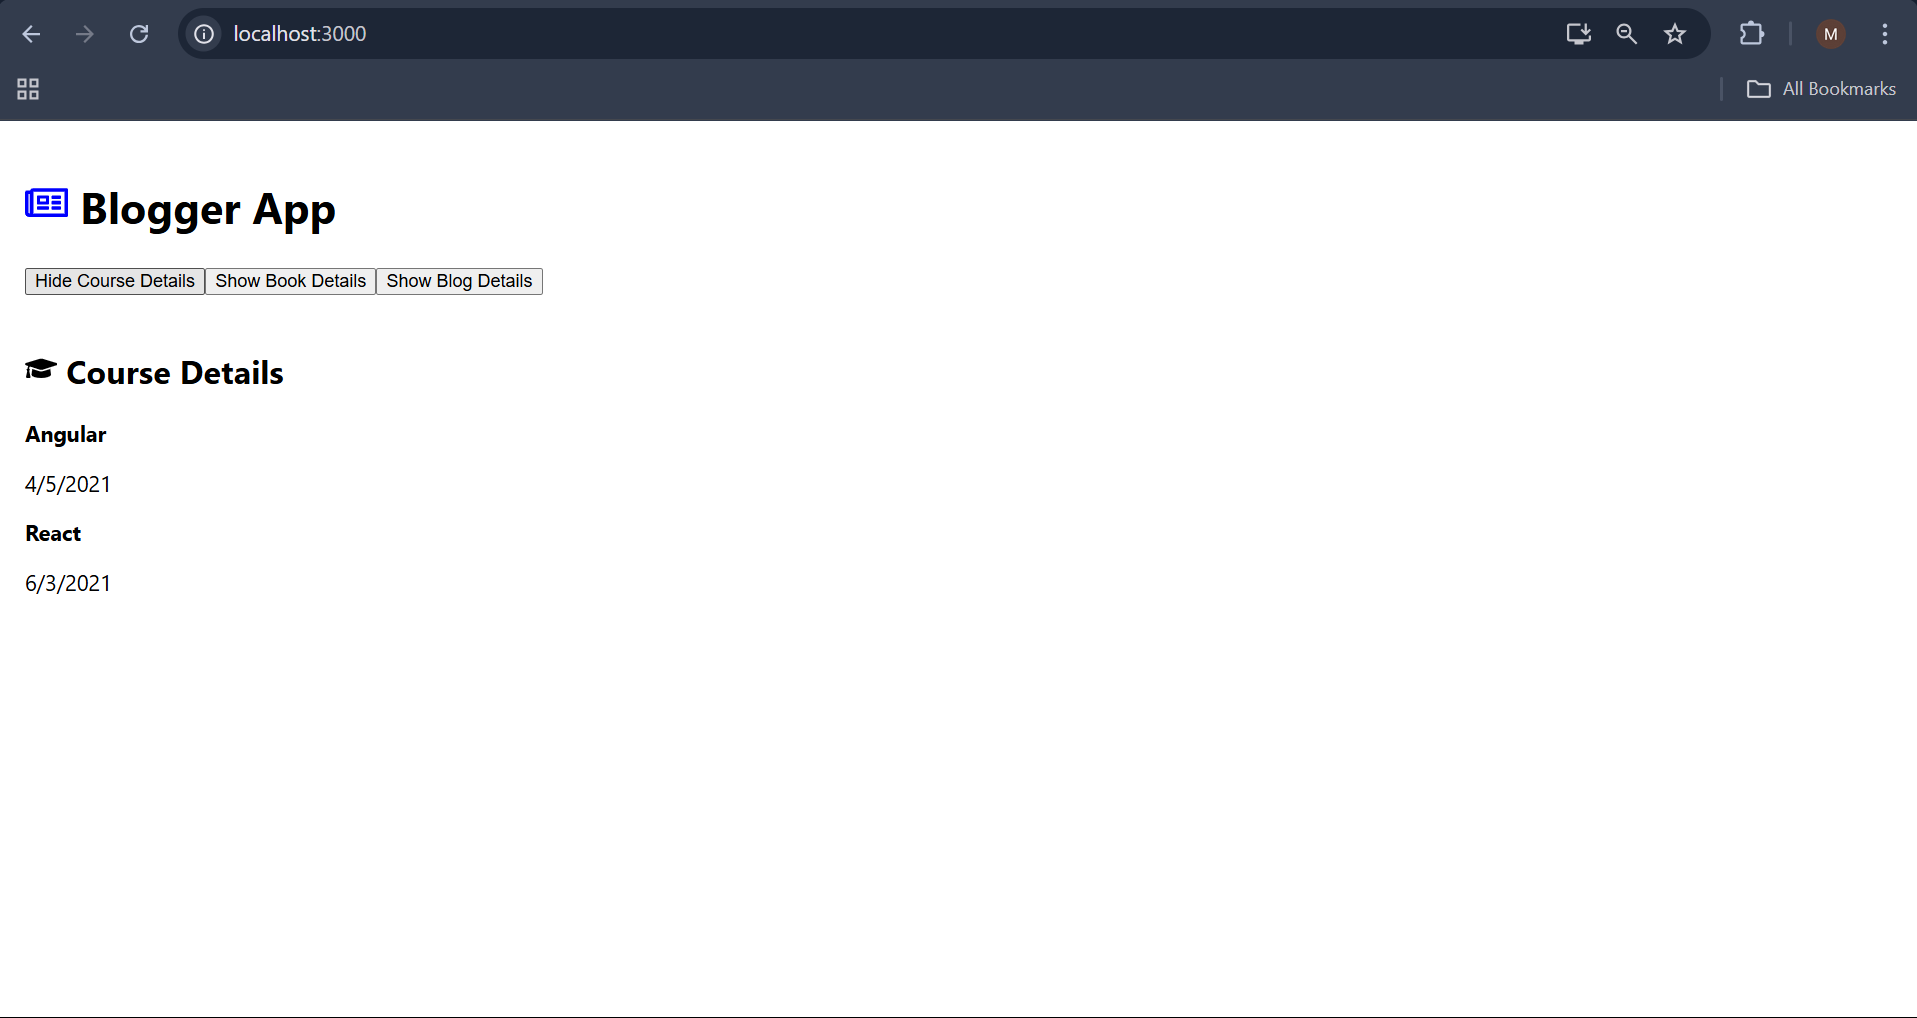 localhost:3000
M
All Bookmarks
Blogger App
Hide Course Details Show Book Details Show Blog Details
Course Details
Angular
4/5/2021
React
6/3/2021